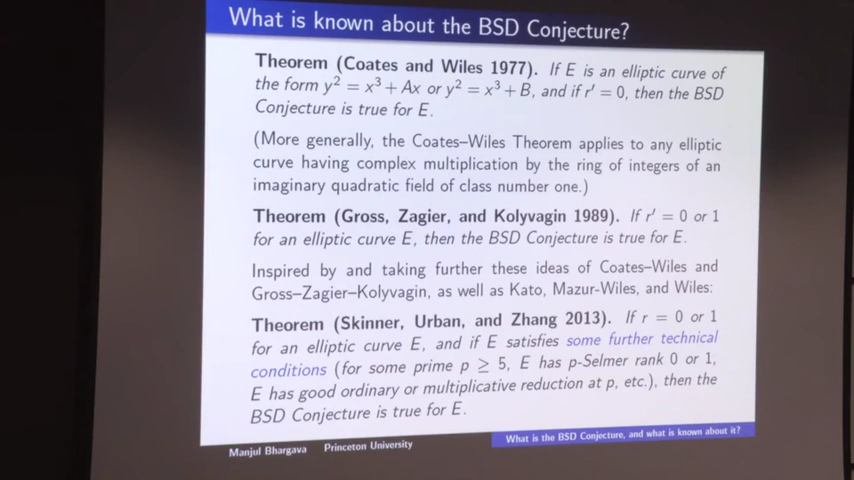 What is known about the BSD Conjecture?
Theorem (Coates and Wiles 1977). If E is an elliptic curve of
the form y² = x³ + Ax or y² = x³ + B, and if r′ = 0, then the BSD
Conjecture is true for E.
(More generally, the Coates–Wiles Theorem applies to any elliptic
curve having complex multiplication by the ring of integers of an
imaginary quadratic field of class number one.)
Theorem (Gross, Zagier, and Kolyvagin 1989). If r′ = 0 or 1
for an elliptic curve E, then the BSD Conjecture is true for E.
Inspired by and taking further these ideas of Coates–Wiles and
Gross–Zagier–Kolyvagin, as well as Kato, Mazur-Wiles, and Wiles:
Theorem (Skinner, Urban, and Zhang 2013). If r = 0 or 1
for an elliptic curve E, and if E satisfies some further technical
conditions (for some prime p ≥ 5, E has p-Selmer rank 0 or 1,
E has good ordinary or multiplicative reduction at p, etc.), then the
BSD Conjecture is true for E.
Manjul Bhargava Princeton University
What is the BSD Conjecture, and what is known about it?